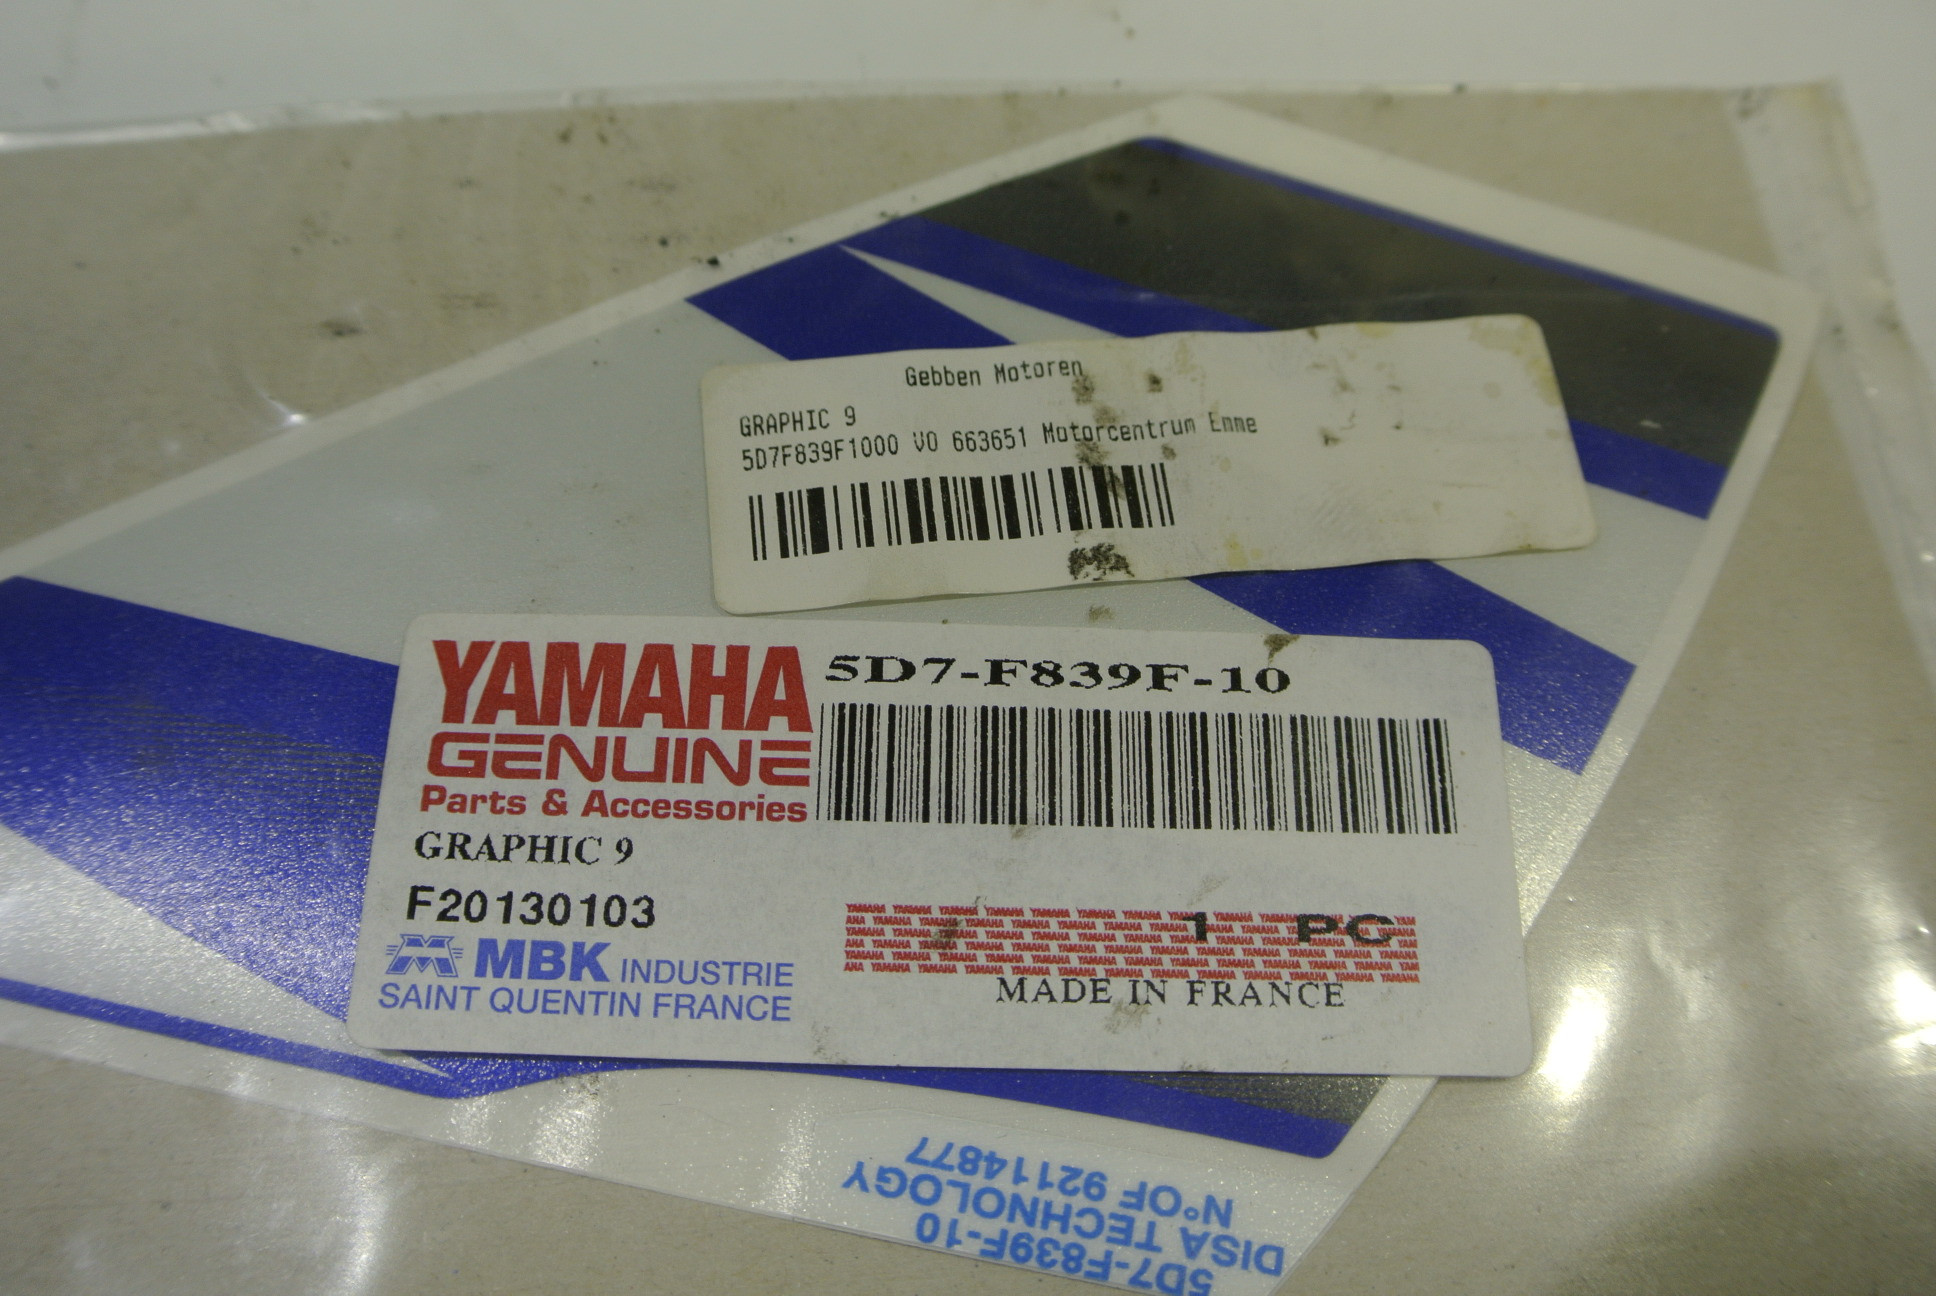 Gebben Motoren
GRAPHIC 9
5D7F839F1000 VO 663651 Motorcentrum Emme
YAMAHA 5D7-F839F-10
GENUINE
Parts & Accessories
GRAPHIC 9
F20130103
1 PC
MBK INDUSTRIE
SAINT QUENTIN FRANCE
MADE IN FRANCE
5D7-F839F-10
DISA TECHNOLOGY
N°OF 92114877